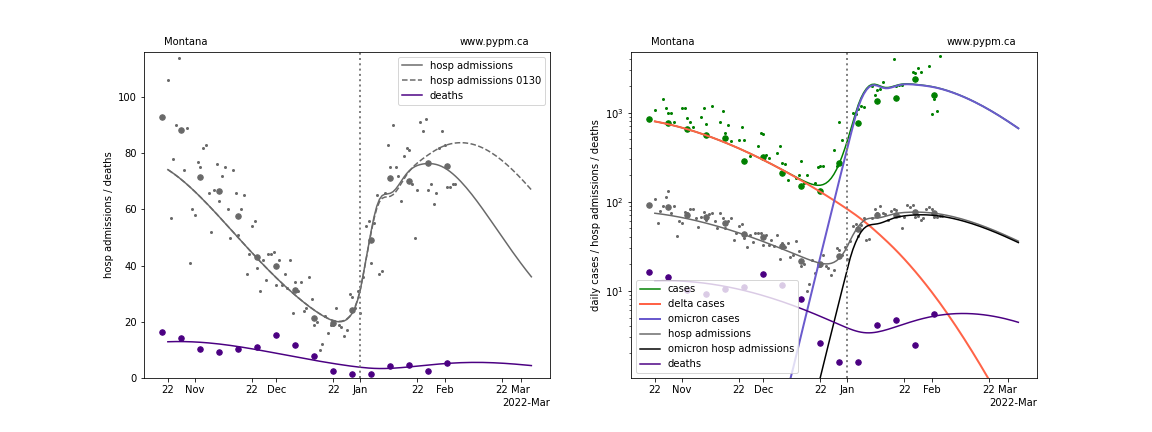 Montana www.pypm.ca
hosp admissions
hosp admissions 0130
deaths
hosp admissions / deaths
100
80
60
40
20
0
22 Nov 22 Dec 22 Jan 22 Feb 22 Mar
2022-Mar
Montana www.pypm.ca
daily cases / hosp admissions / deaths
10³
10²
10¹
cases
delta cases
omicron cases
hosp admissions
omicron hosp admissions
deaths
22 Nov 22 Dec 22 Jan 22 Feb 22 Mar
2022-Mar